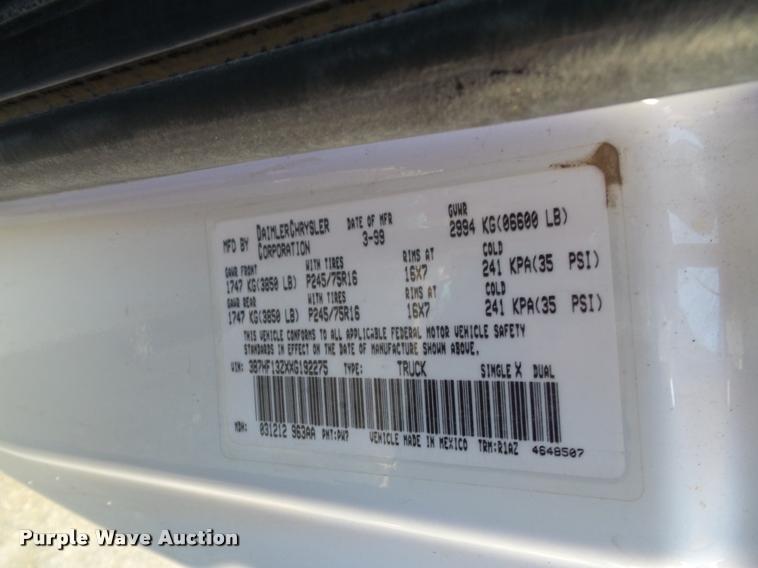 MFD BY DAIMLERCHRYSLER CORPORATION
DATE OF MFR 3-99
GVWR 2994 KG(06600 LB)
GAWR FRONT WITH TIRES RIMS AT COLD
1747 KG(3850 LB) P245/75R16 16X7 241 KPA(35 PSI)
GAWR REAR WITH TIRES RIMS AT COLD
1747 KG(3850 LB) P245/75R16 16X7 241 KPA(35 PSI)
THIS VEHICLE CONFORMS TO ALL APPLICABLE FEDERAL MOTOR VEHICLE SAFETY
STANDARDS IN EFFECT ON THE DATE OF MANUFACTURE SHOWN ABOVE.
VIN: 3B7HF13ZXXG192275 TYPE: TRUCK SINGLE X DUAL
MDH: 031212 963AA PNT:PW7 VEHICLE MADE IN MEXICO TRM:R1AZ 4648507
Purple Wave Auction